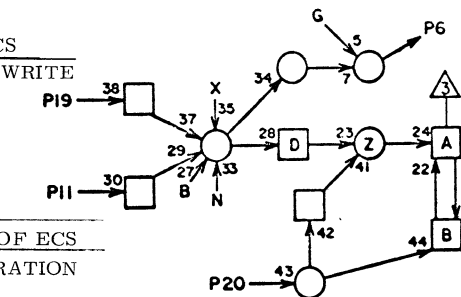 G
P6
5
CS
WRITE
34
7
3
38
X
P19
37
35
29
28
D
23
Z
24
A
30
27
33
41
22
B
N
P11
42
B
OF ECS
44
RATION
P20
43